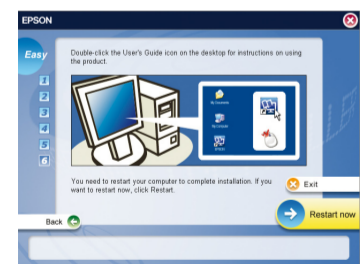 EPSON
Easy
Double-click the User's Guide icon on the desktop for instructions on using
the product.
1
2
3
4
5
6
My Documents
My Computer
EPSON
You need to restart your computer to complete installation. If you
want to restart now, click Restart.
Exit
Restart now
Back